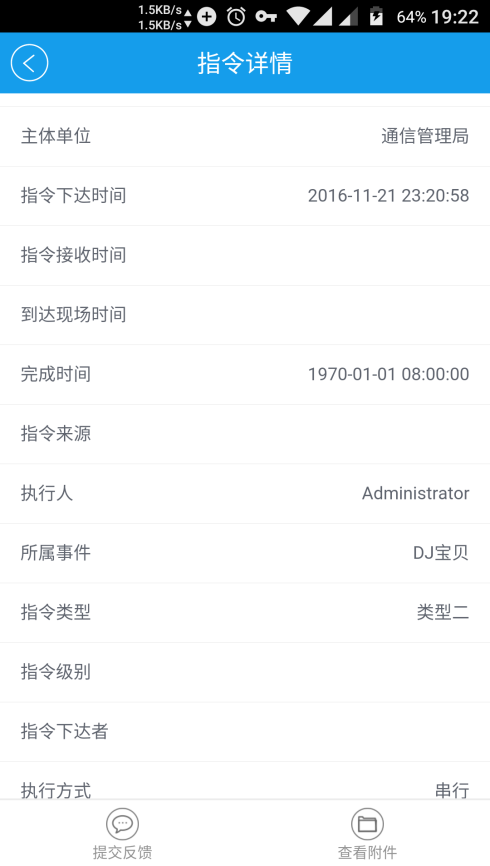 1.5KB/s
1.5KB/s
64% 19:22
指令详情
主体单位 通信管理局
指令下达时间 2016-11-21 23:20:58
指令接收时间
到达现场时间
完成时间 1970-01-01 08:00:00
指令来源
执行人 Administrator
所属事件 DJ宝贝
指令类型 类型二
指令级别
指令下达者
执行方式 串行
提交反馈 查看附件